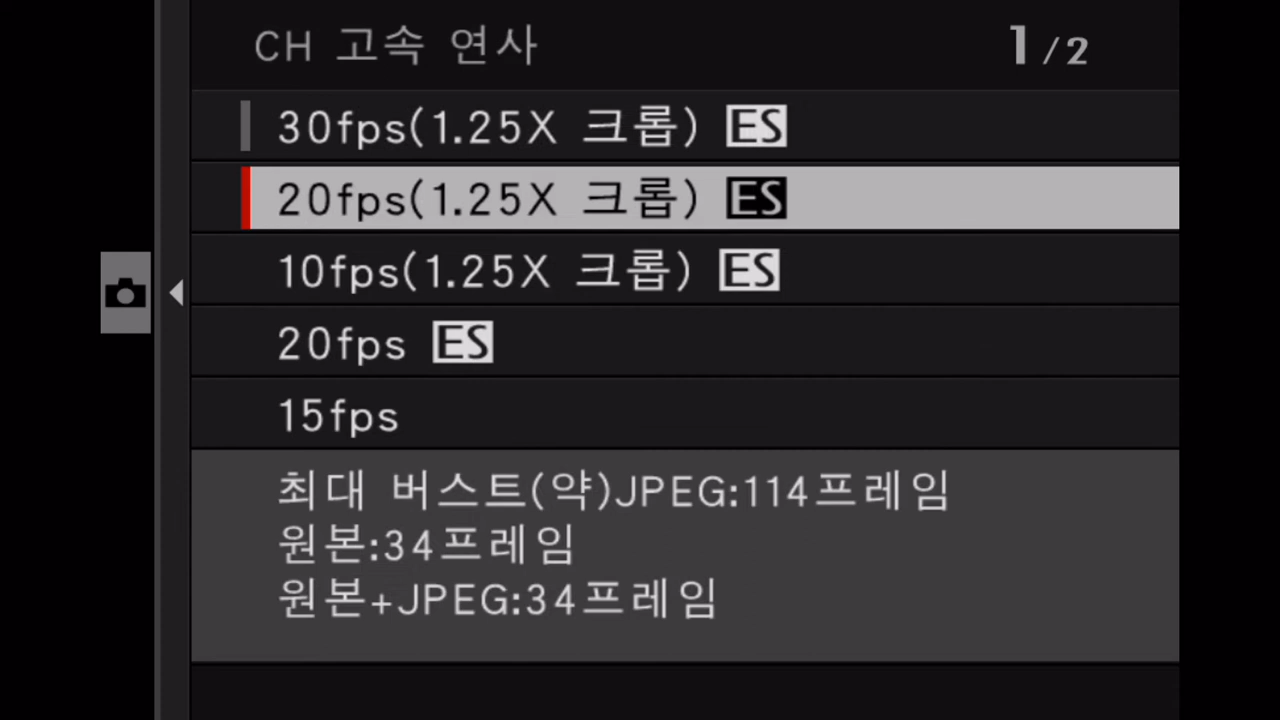 CH 고속 연사 1/2
30fps(1.25X 크롭) ES
20fps(1.25X 크롭) ES
10fps(1.25X 크롭) ES
20fps ES
15fps
최대 버스트(약)JPEG:114프레임
원본:34프레임
원본+JPEG:34프레임